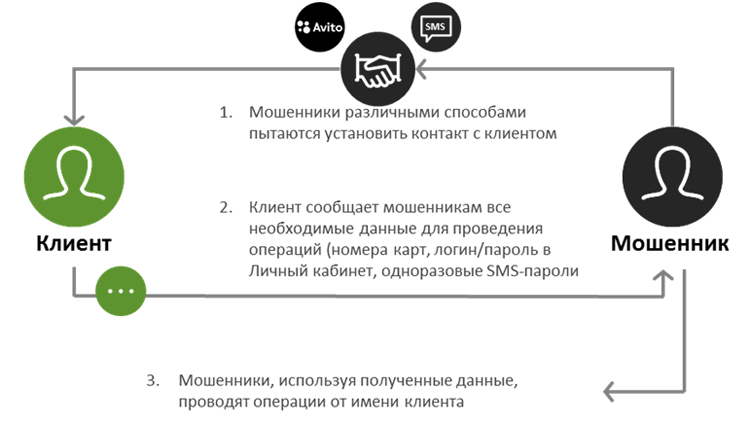 Avito
SMS
1. Мошенники различными способами
пытаются установить контакт с клиентом
Клиент
Мошенник
2. Клиент сообщает мошенникам все
необходимые данные для проведения
операций (номера карт, логин/пароль в
Личный кабинет, одноразовые SMS-пароли
3. Мошенники, используя полученные данные,
проводят операции от имени клиента